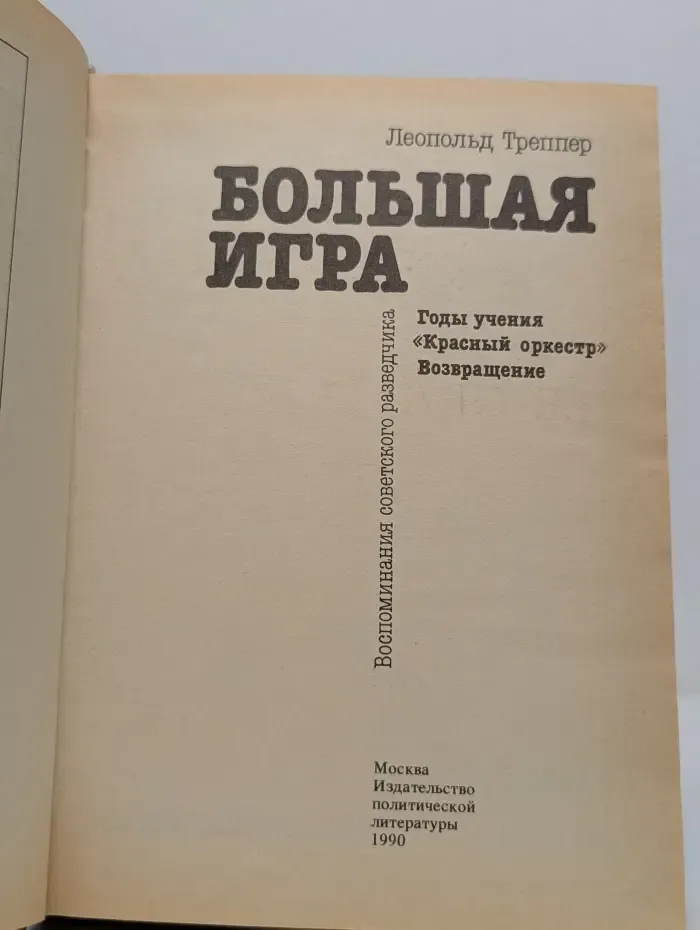 Леопольд Треппер
БОЛЬШАЯ
ИГРА
Воспоминания советского разведчика
Годы учения
«Красный оркестр»
Возвращение
Москва
Издательство
политической
литературы
1990